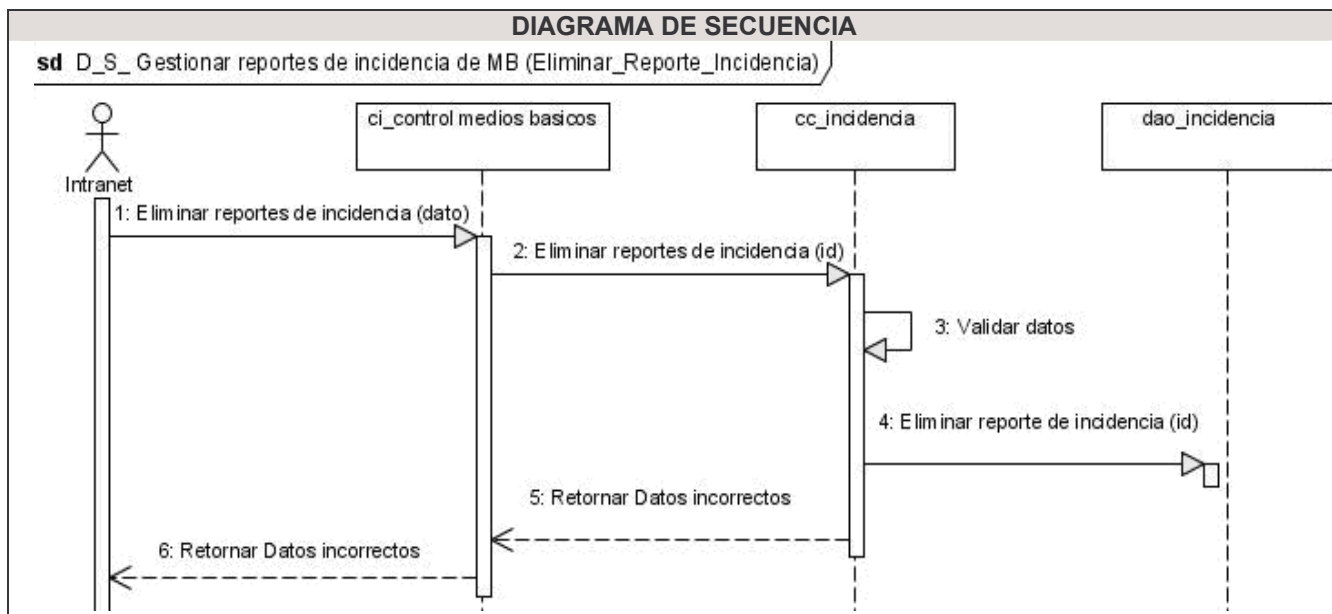 DIAGRAMA DE SECUENCIA
sd D_S_ Gestionar reportes de incidencia de MB (Eliminar_Reporte_Incidencia)
ci_control medios basicos
cc_incidencia
dao_incidencia
Intranet
1: Eliminar reportes de incidencia (dato)
2: Eliminar reportes de incidencia (id)
3: Validar datos
4: Eliminar reporte de incidencia (id)
5: Retornar Datos incorrectos
6: Retornar Datos incorrectos